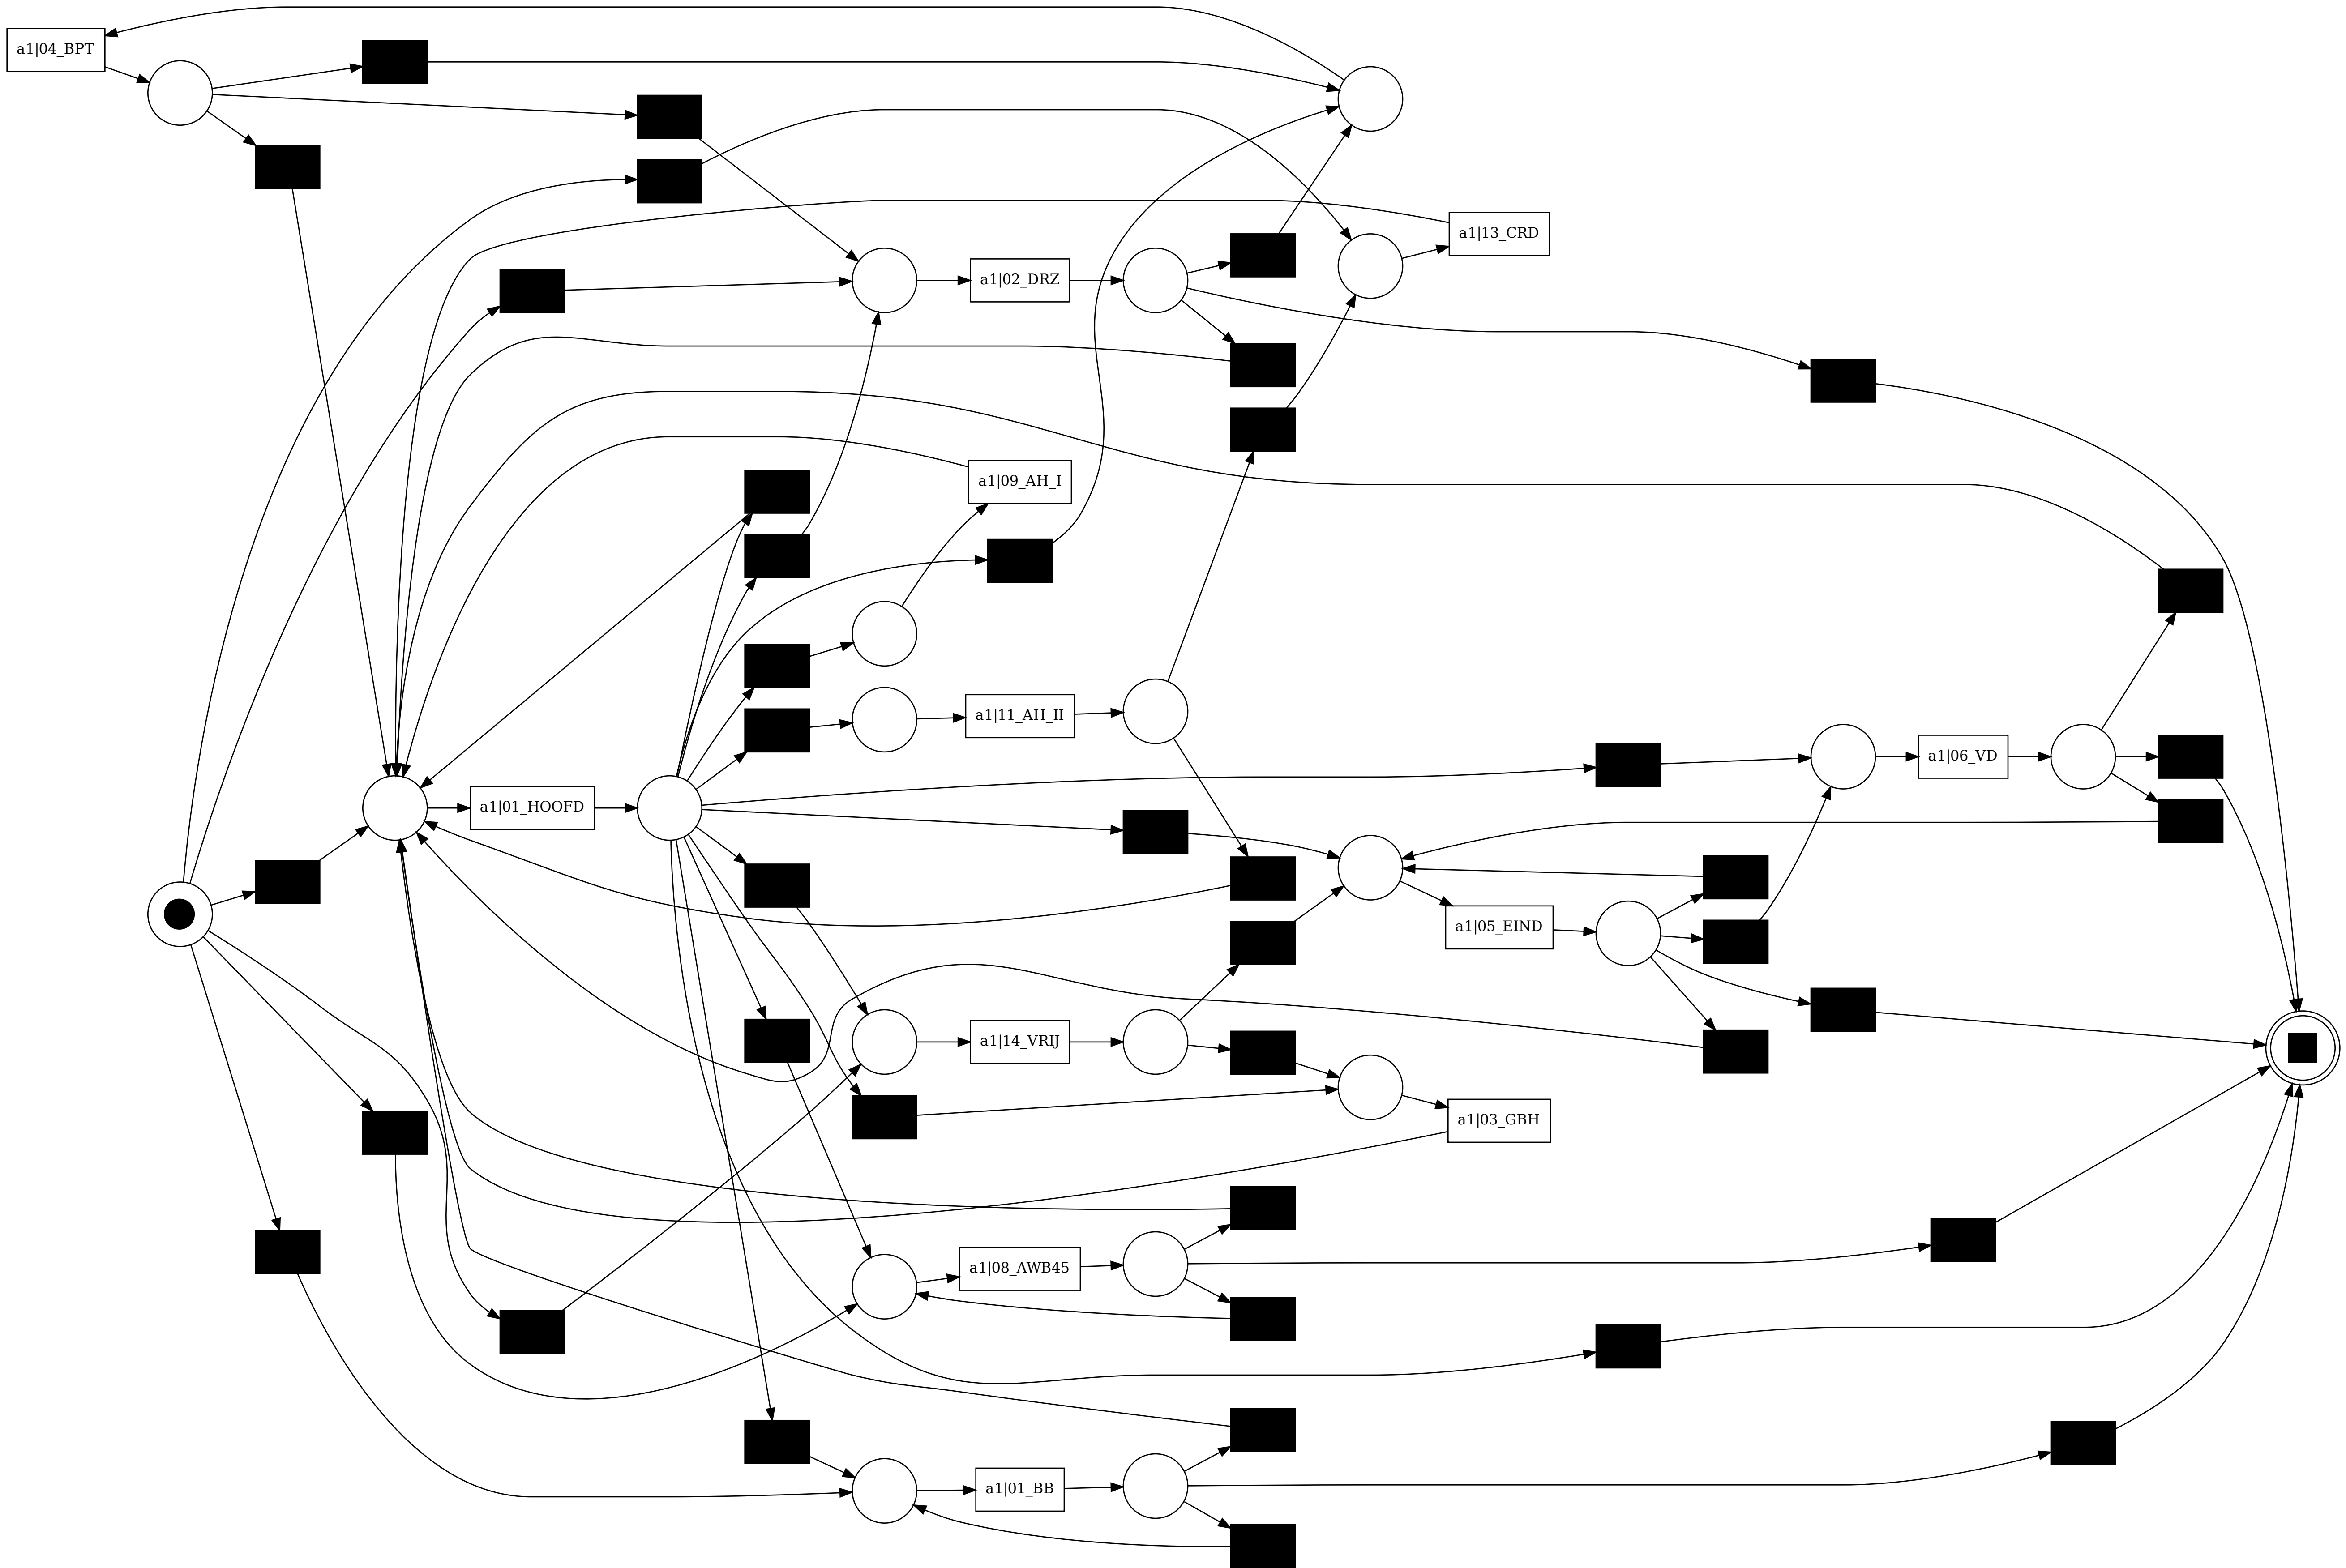 a1|04_BPT
a1|13_CRD
a1|02_DRZ
a1|09_AH_I
a1|11_AH_II
a1|06_VD
a1|01_HOOFD
a1|05_EIND
a1|14_VRIJ
a1|03_GBH
a1|08_AWB45
a1|01_BB